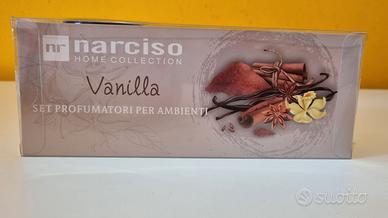 nr narciso
HOME COLLECTION
Vanilla
SET PROFUMATORI PER AMBIENTI
subito